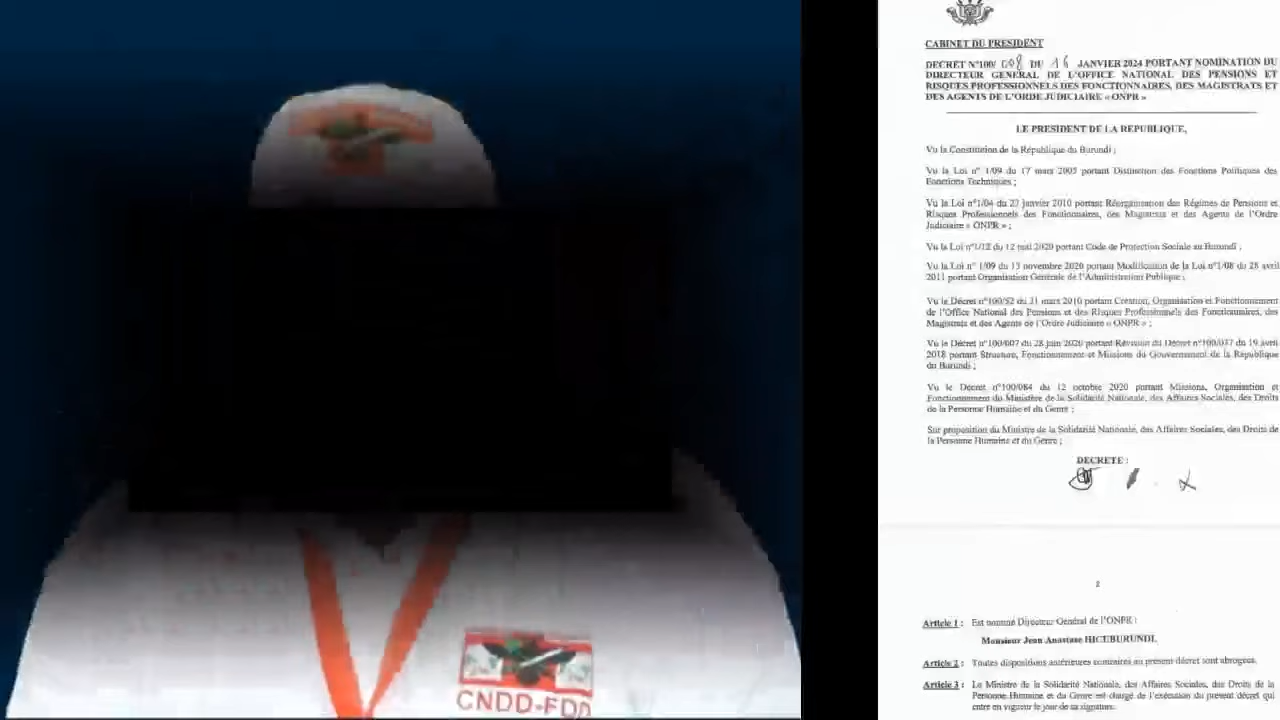 CNDD-FDD
CABINET DU PRESIDENT
DECRET N°100/ 008 DU 16 JANVIER 2024 PORTANT NOMINATION DU
DIRECTEUR GENERAL DE L'OFFICE NATIONAL DES PENSIONS ET
RISQUES PROFESSIONNELS DES FONCTIONNAIRES, DES MAGISTRATS ET
DES AGENTS DE L'ORDE JUDICIAIRE « ONPR »
LE PRESIDENT DE LA REPUBLIQUE,
Vu la Constitution de la République du Burundi ;
Vu la Loi n° 1/09 du 17 mars 2005 portant Distinction des Fonctions Politiques des
Fonctions Techniques ;
Vu la Loi n°1/04 du 20 janvier 2010 portant Réorganisation des Régimes de Pensions et
Risques Professionnels des Fonctionnaires, des Magistrats et des Agents de l'Ordre
Judiciaire « ONPR » ;
Vu la Loi n°1/12 du 12 mai 2020 portant Code de Protection Sociale au Burundi ;
Vu la Loi n° 1/09 du 13 novembre 2020 portant Modification de la Loi n°1/08 du 28 avril
2011 portant Organisation Générale de l'Administration Publique ;
Vu le Décret n°100/52 du 31 mars 2010 portant Création, Organisation et Fonctionnement
de l'Office National des Pensions et des Risques Professionnels des Fonctionnaires, des
Magistrats et des Agents de l'Ordre Judiciaire « ONPR » ;
Vu le Décret n°100/007 du 28 juin 2020 portant Révision du Décret n°100/037 du 19 avril
2018 portant Structure, Fonctionnement et Missions du Gouvernement de la République
du Burundi ;
Vu le Décret n°100/084 du 12 octobre 2020 portant Missions, Organisation et
Fonctionnement du Ministère de la Solidarité Nationale, des Affaires Sociales, des Droits
de la Personne Humaine et du Genre ;
Sur proposition du Ministre de la Solidarité Nationale, des Affaires Sociales, des Droits de
la Personne Humaine et du Genre ;
DECRETE :
2
Article 1 : Est nommé Directeur Général de l'ONPR :
Monsieur Jean Anastase HICEBURUNDI.
Article 2 : Toutes dispositions antérieures contraires au présent décret sont abrogées.
Article 3 : Le Ministre de la Solidarité Nationale, des Affaires Sociales, des Droits de la
Personne Humaine et du Genre est chargé de l'exécution du présent décret qui
entre en vigueur le jour de sa signature.